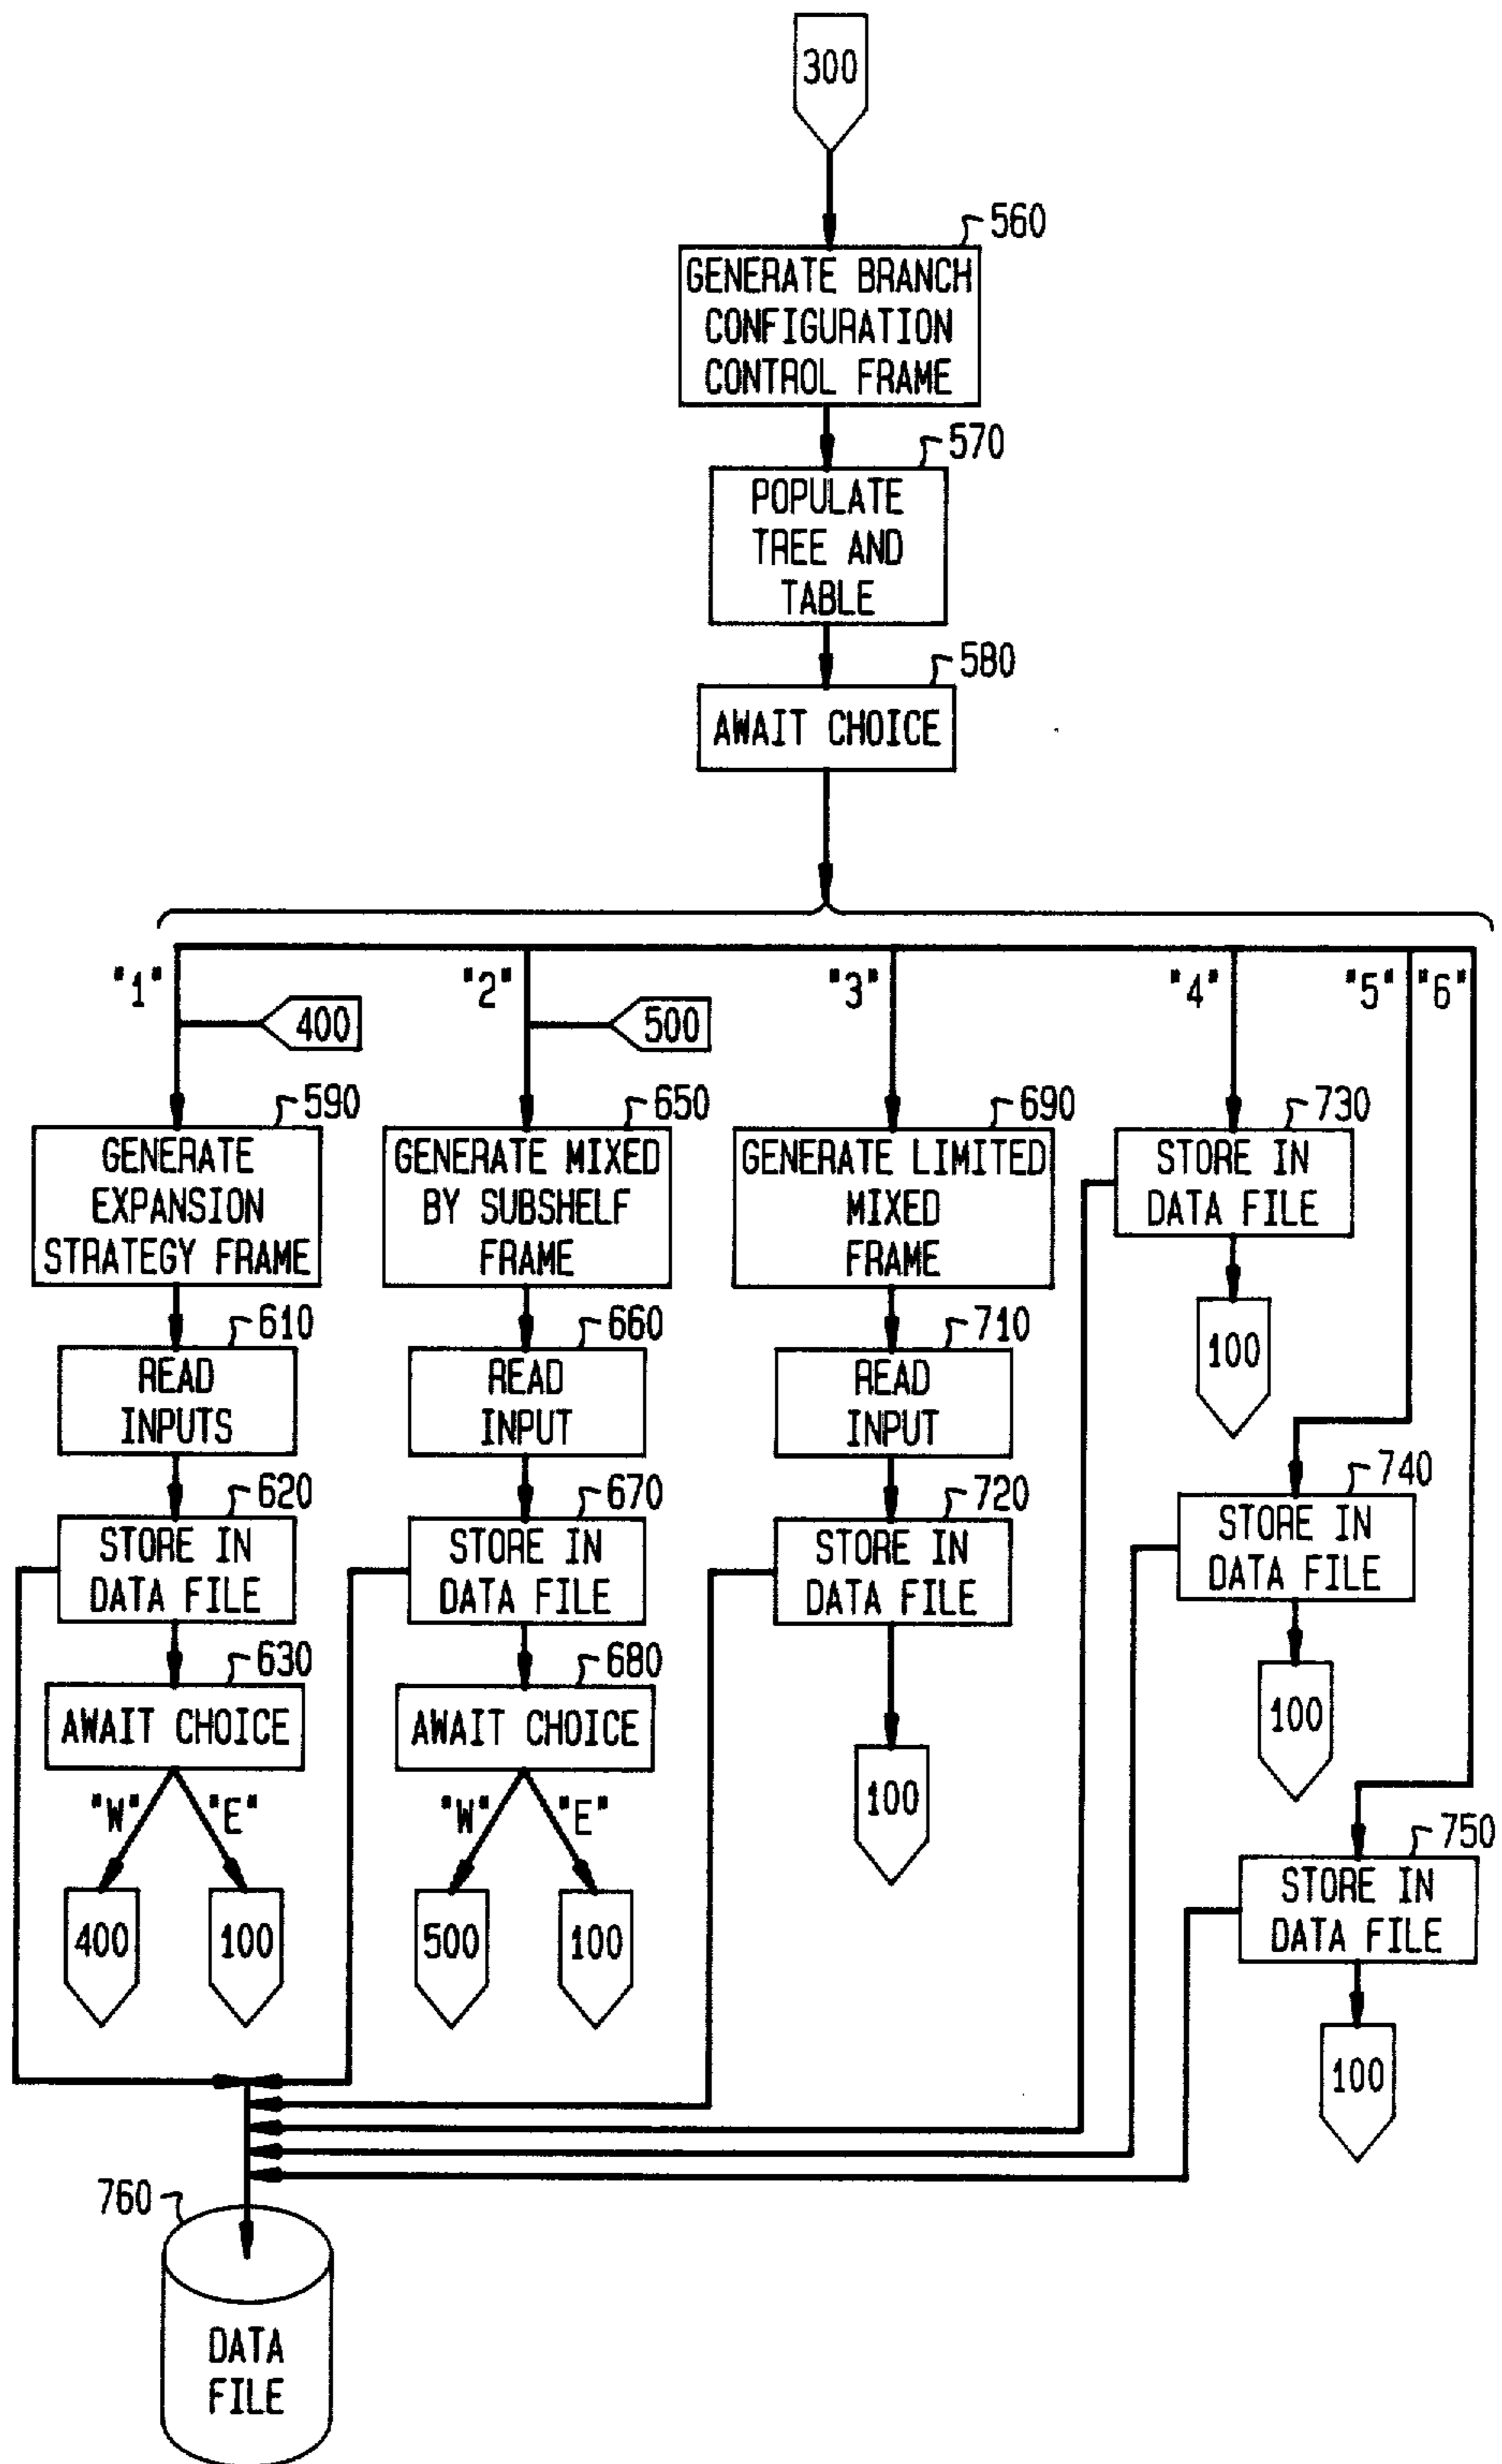 300
560
GENERATE BRANCH
CONFIGURATION
CONTROL FRAME
570
POPULATE
TREE AND
TABLE
580
AWAIT CHOICE
"1"
"2"
"3"
"4"
"5"
"6"
400
500
590
GENERATE
EXPANSION
STRATEGY FRAME
650
GENERATE MIXED
BY SUBSHELF
FRAME
690
GENERATE LIMITED
MIXED
FRAME
730
STORE IN
DATA FILE
100
610
READ
INPUTS
660
READ
INPUT
710
READ
INPUT
620
STORE IN
DATA FILE
670
STORE IN
DATA FILE
720
STORE IN
DATA FILE
740
STORE IN
DATA FILE
100
630
AWAIT CHOICE
680
AWAIT CHOICE
100
"W"
"E"
"W"
"E"
400
100
500
100
750
STORE IN
DATA FILE
100
760
DATA
FILE